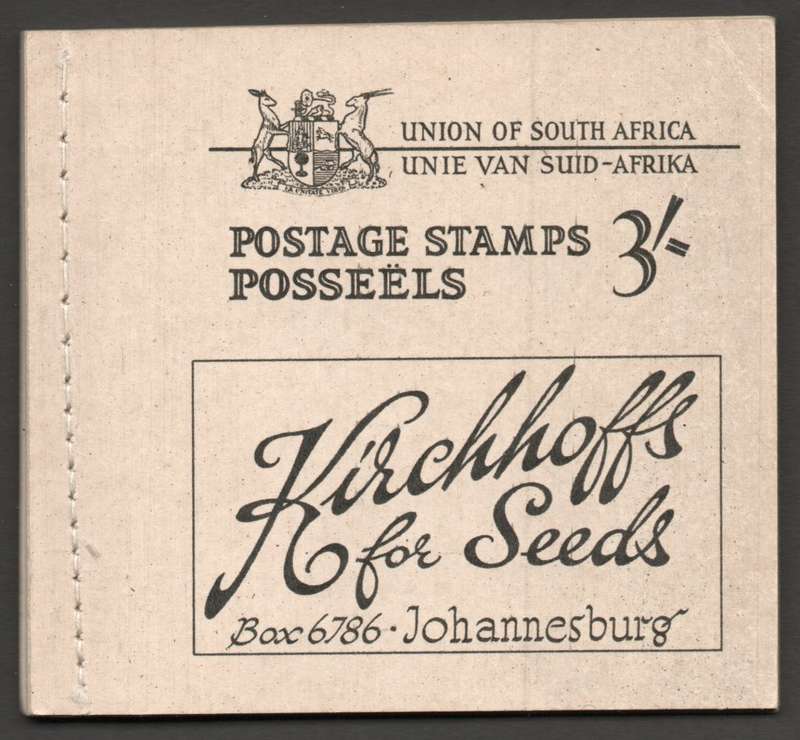 UNION OF SOUTH AFRICA
UNIE VAN SUID-AFRIKA
POSTAGE STAMPS 3/-
POSSEËLS
Kirchhoffs
for Seeds
Box 6786 · Johannesburg